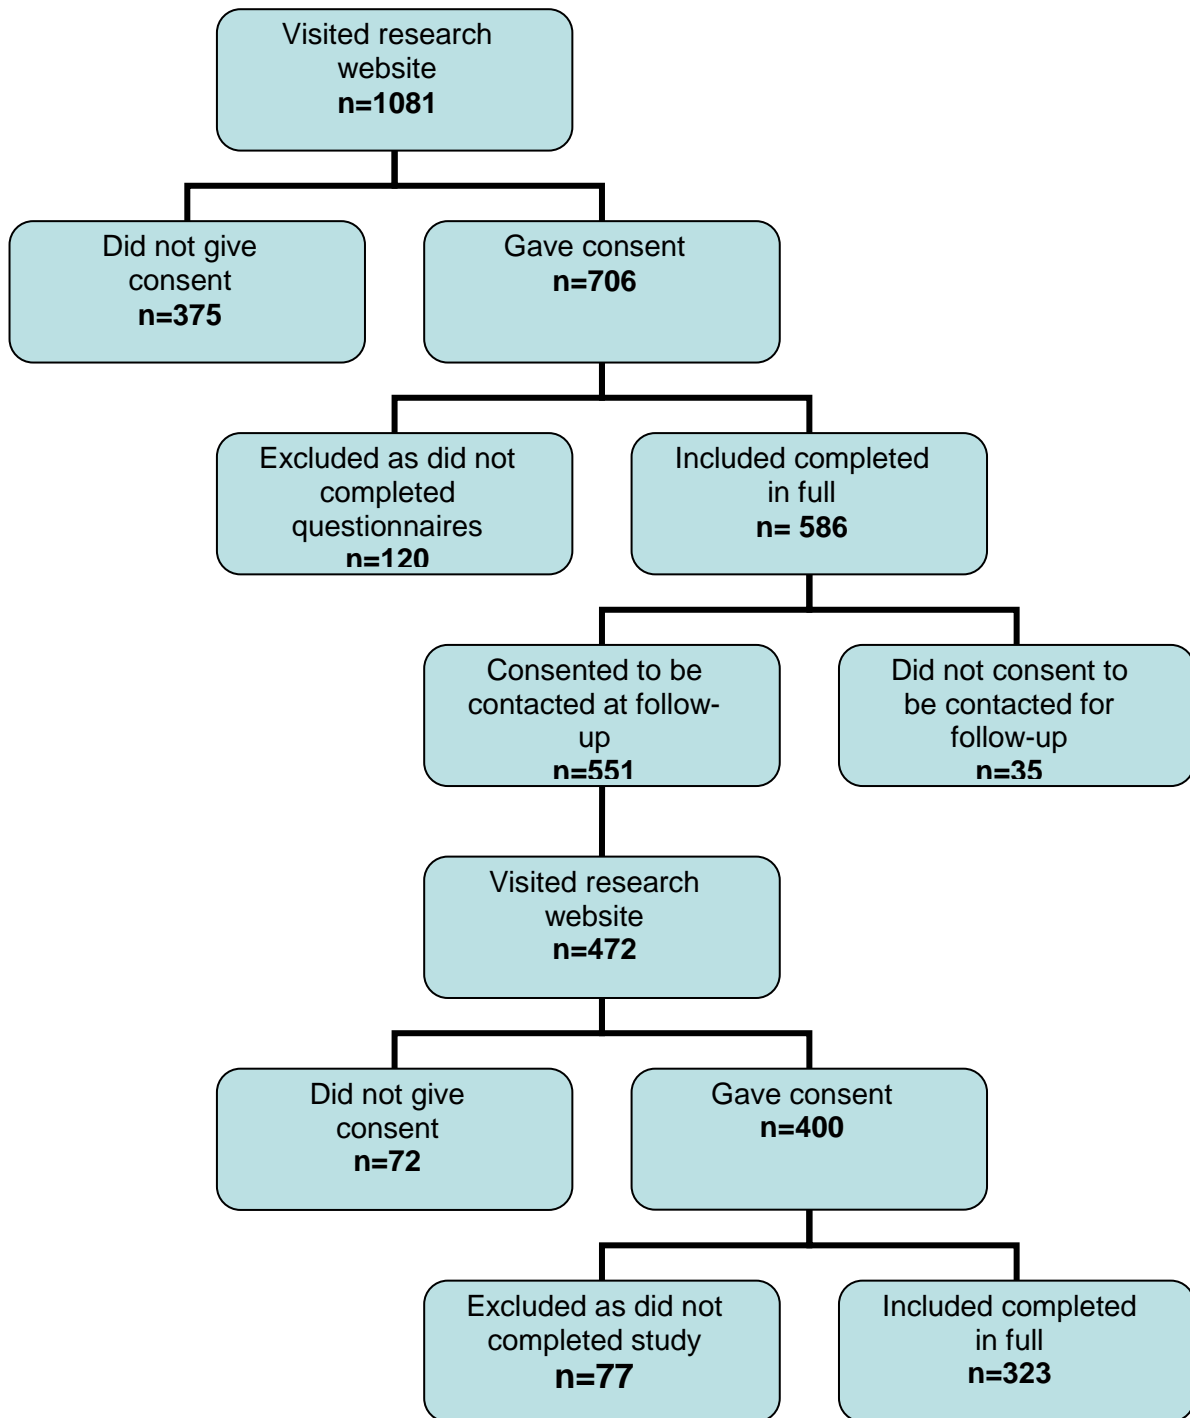 Visited research
website
n=1081
Did not give
consent
n=375
Gave consent
n=706
Excluded as did not
completed
questionnaires
n=120
Included completed
in full
n= 586
Consented to be
contacted at follow-
up
n=551
Did not consent to
be contacted for
follow-up
n=35
Visited research
website
n=472
Did not give
consent
n=72
Gave consent
n=400
Excluded as did not
completed study
n=77
Included completed
in full
n=323